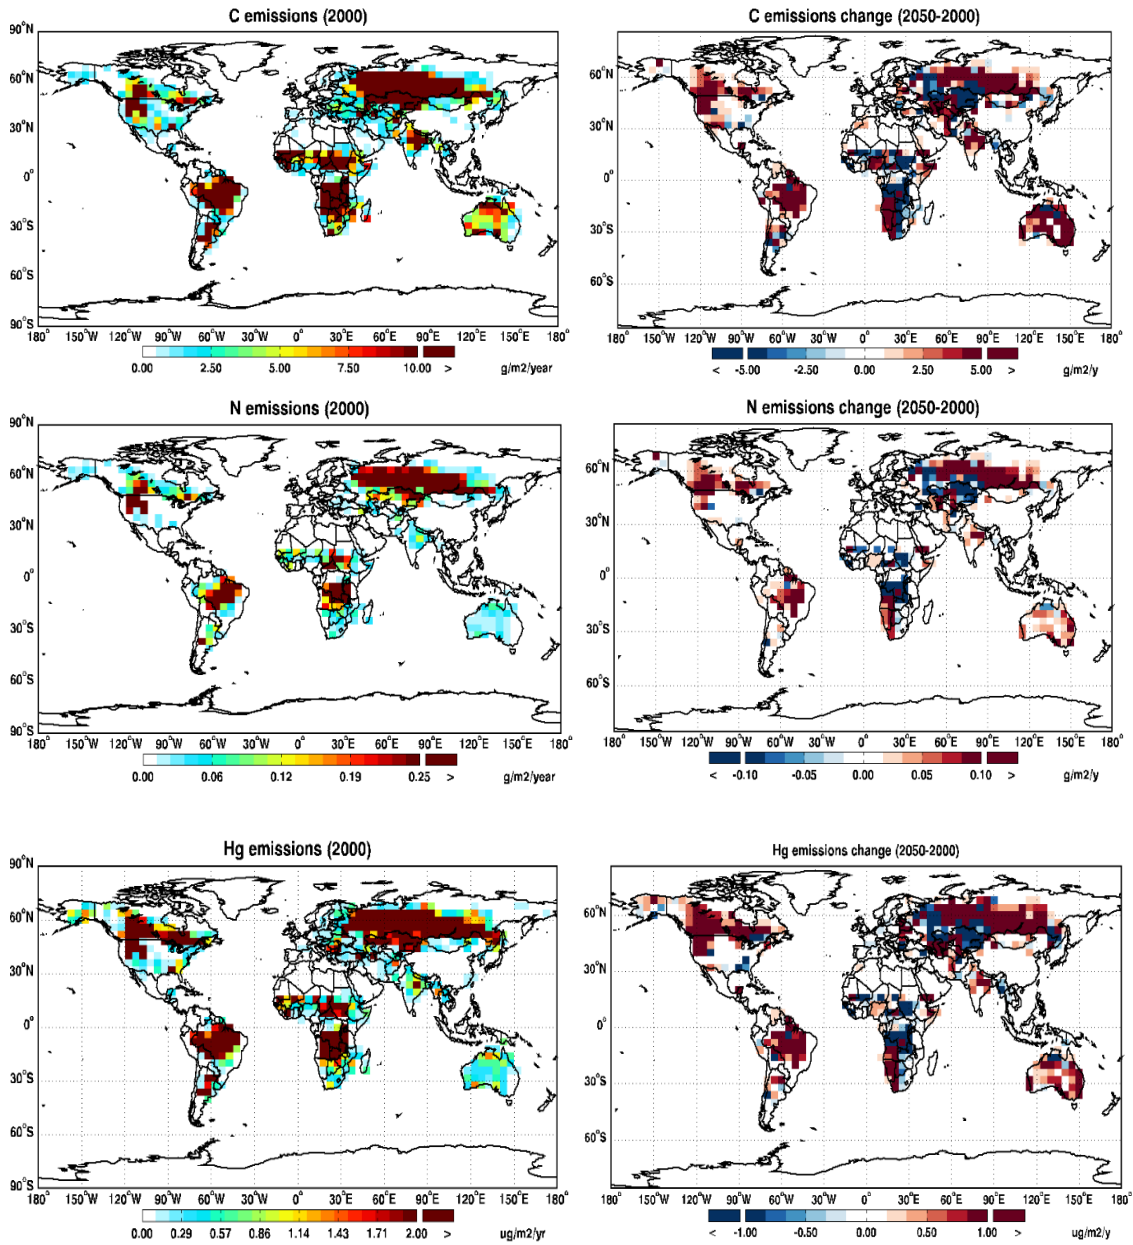 C emissions (2000)
90°N
60°N
30°N
0°
30°S
60°S
90°S
180° 150°W 120°W 90°W 60°W 30°W 0° 30°E 60°E 90°E 120°E 150°E 180°
0.00 2.50 5.00 7.50 10.00 > g/m2/year
C emissions change (2050-2000)
60°N
30°N
0°
30°S
60°S
180° 150°W 120°W 90°W 60°W 30°W 0° 30°E 60°E 90°E 120°E 150°E 180°
< -5.00 -2.50 0.00 2.50 5.00 > g/m2/y
N emissions (2000)
90°N
60°N
30°N
0°
30°S
60°S
90°S
180° 150°W 120°W 90°W 60°W 30°W 0° 30°E 60°E 90°E 120°E 150°E 180°
0.00 0.06 0.12 0.19 0.25 > g/m2/year
N emissions change (2050-2000)
60°N
30°N
0°
30°S
60°S
180° 150°W 120°W 90°W 60°W 30°W 0° 30°E 60°E 90°E 120°E 150°E 180°
< -0.10 -0.05 0.00 0.05 0.10 > g/m2/y
Hg emissions (2000)
90°N
60°N
30°N
0°
30°S
60°S
90°S
180° 150°W 120°W 90°W 60°W 30°W 0° 30°E 60°E 90°E 120°E 150°E 180°
0.00 0.29 0.57 0.86 1.14 1.43 1.71 2.00 > ug/m2/yr
Hg emissions change (2050-2000)
60°N
30°N
0°
30°S
60°S
180° 150°W 120°W 90°W 60°W 30°W 0° 30°E 60°E 90°E 120°E 150°E 180°
< -1.00 0.00 0.50 1.00 > ug/m2/y